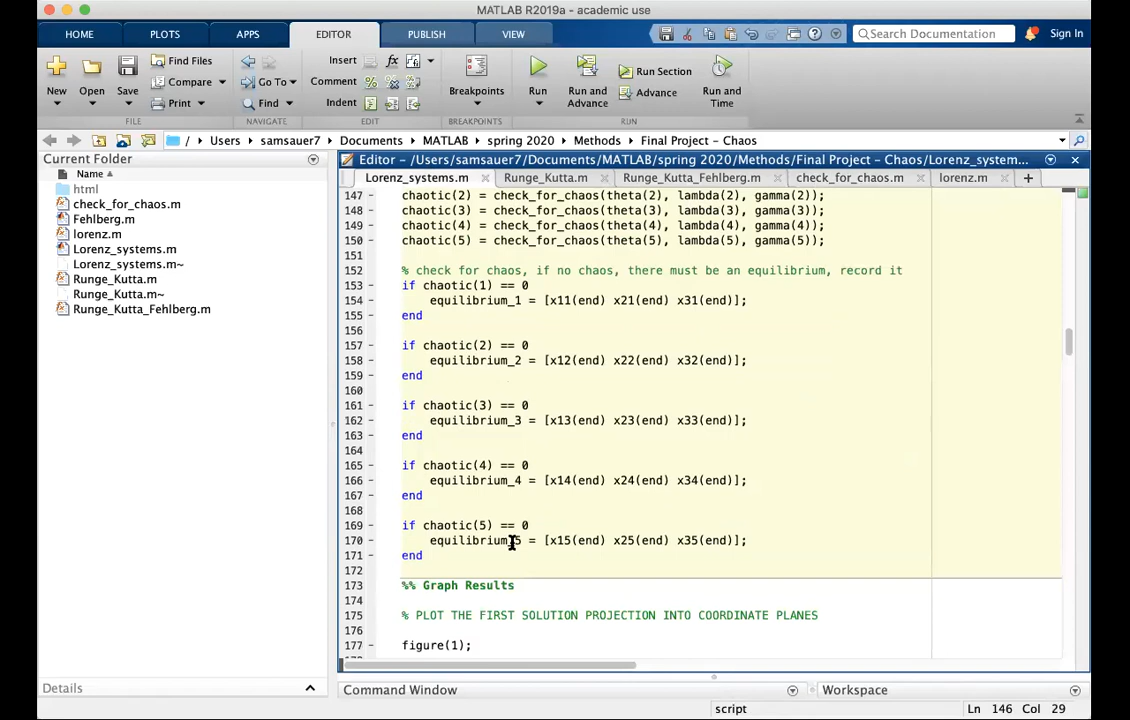 MATLAB R2019a - academic use
HOME PLOTS APPS EDITOR PUBLISH VIEW Search Documentation Sign In
New Open Save Find Files Compare Print Go To Find Insert fx Comment Indent Breakpoints Run Run and Advance Run Section Advance Run and Time
FILE NAVIGATE EDIT BREAKPOINTS RUN
/ Users samsauer7 Documents MATLAB spring 2020 Methods Final Project - Chaos
Current Folder
Name
html
check_for_chaos.m
Fehlberg.m
lorenz.m
Lorenz_systems.m
Lorenz_systems.m~
Runge_Kutta.m
Runge_Kutta.m~
Runge_Kutta_Fehlberg.m
Details
Editor - /Users/samsauer7/Documents/MATLAB/spring 2020/Methods/Final Project - Chaos/Lorenz_system...
Lorenz_systems.m Runge_Kutta.m Runge_Kutta_Fehlberg.m check_for_chaos.m lorenz.m
147 - chaotic(2) = check_for_chaos(theta(2), lambda(2), gamma(2));
148 - chaotic(3) = check_for_chaos(theta(3), lambda(3), gamma(3));
149 - chaotic(4) = check_for_chaos(theta(4), lambda(4), gamma(4));
150 - chaotic(5) = check_for_chaos(theta(5), lambda(5), gamma(5));
151
152 % check for chaos, if no chaos, there must be an equilibrium, record it
153 - if chaotic(1) == 0
154 - equilibrium_1 = [x11(end) x21(end) x31(end)];
155 - end
156
157 - if chaotic(2) == 0
158 - equilibrium_2 = [x12(end) x22(end) x32(end)];
159 - end
160
161 - if chaotic(3) == 0
162 - equilibrium_3 = [x13(end) x23(end) x33(end)];
163 - end
164
165 - if chaotic(4) == 0
166 - equilibrium_4 = [x14(end) x24(end) x34(end)];
167 - end
168
169 - if chaotic(5) == 0
170 - equilibrium_5 = [x15(end) x25(end) x35(end)];
171 - end
172
173 %% Graph Results
174
175 % PLOT THE FIRST SOLUTION PROJECTION INTO COORDINATE PLANES
176
177 - figure(1);
Command Window
Workspace
script Ln 146 Col 29